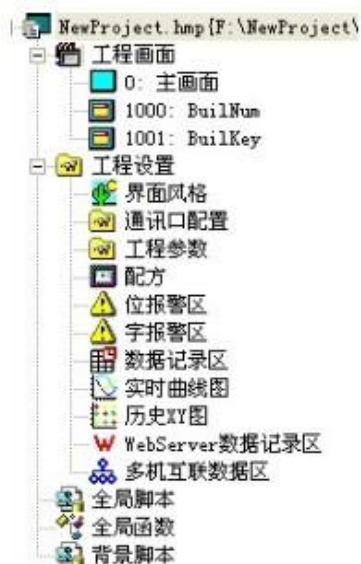 NewProject.hmp{F:\NewProject\
工程画面
0: 主画面
1000: BuilNum
1001: BuilKey
工程设置
界面风格
通讯口配置
工程参数
配方
位报警区
字报警区
数据记录区
实时曲线图
历史XY图
WebServer数据记录区
多机互联数据区
全局脚本
全局函数
背景脚本